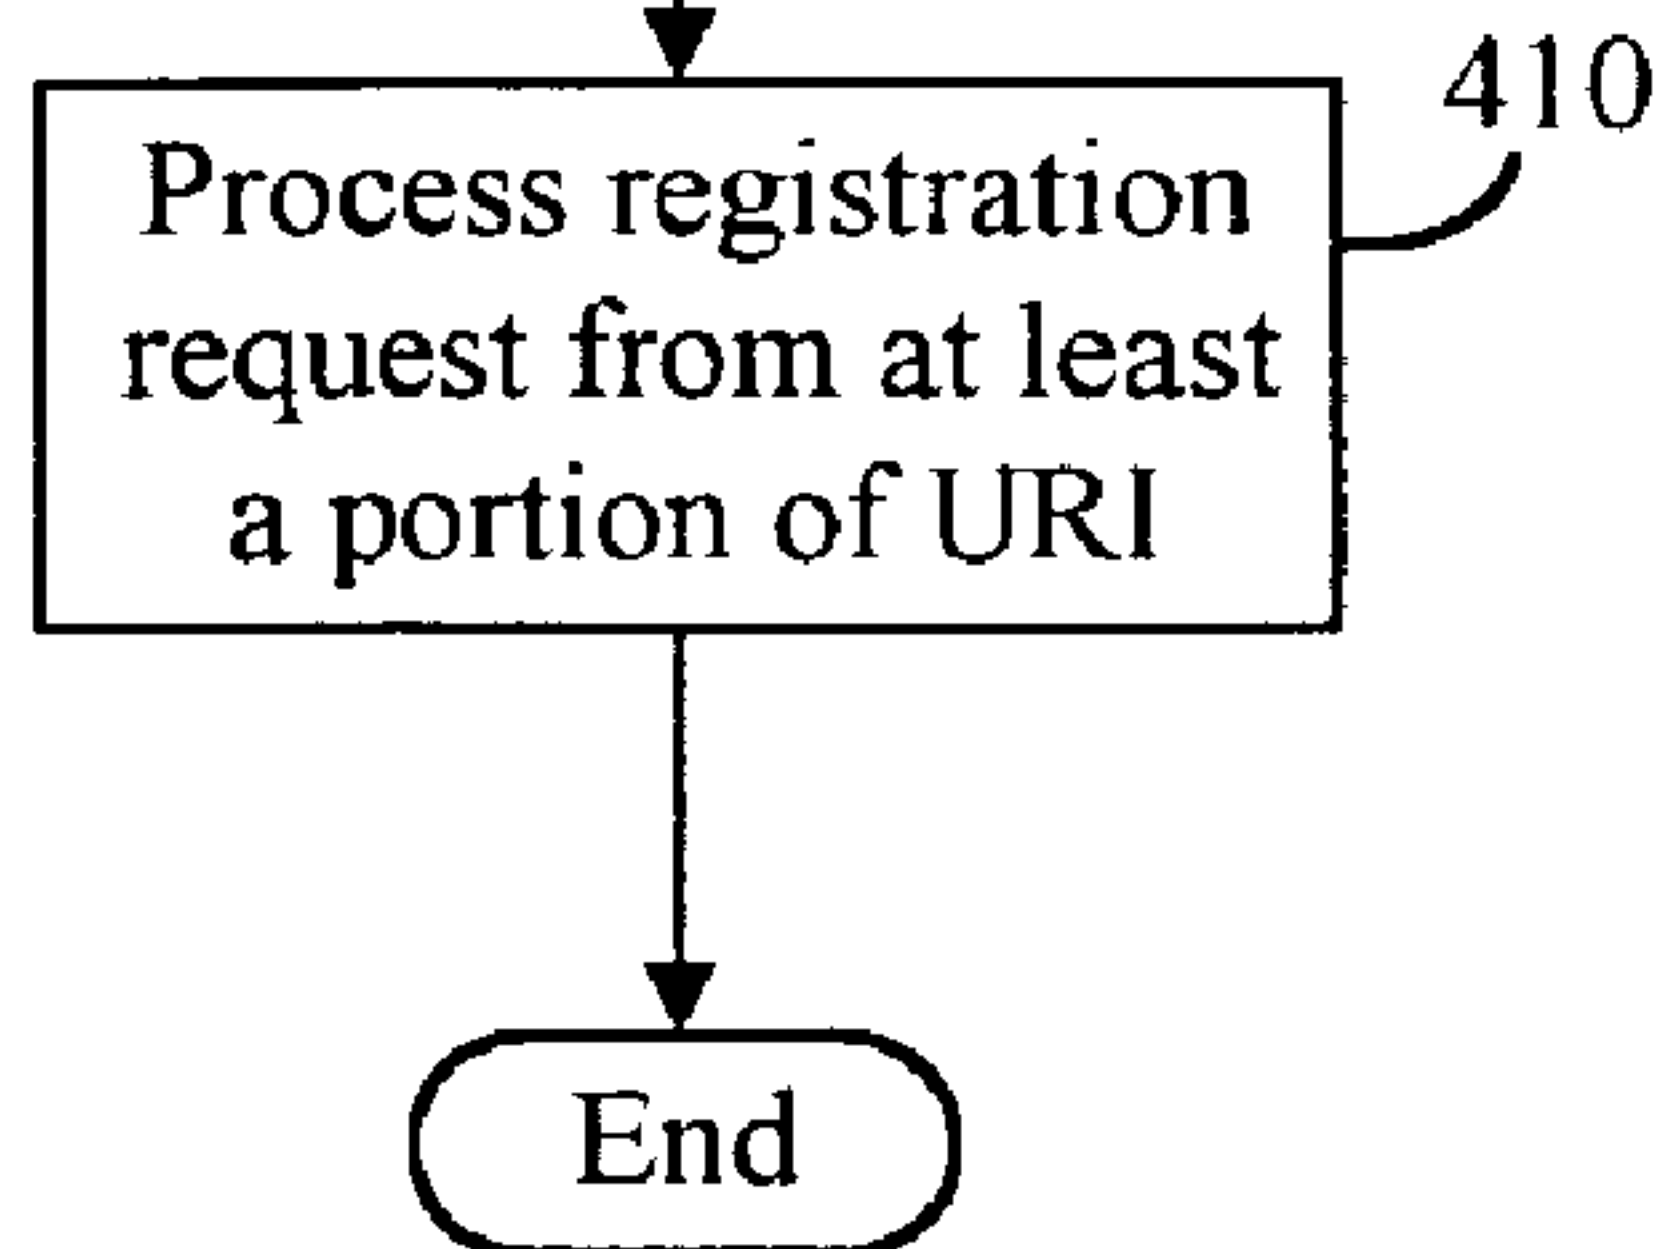 410
Process registration
request from at least
a portion of URI
End